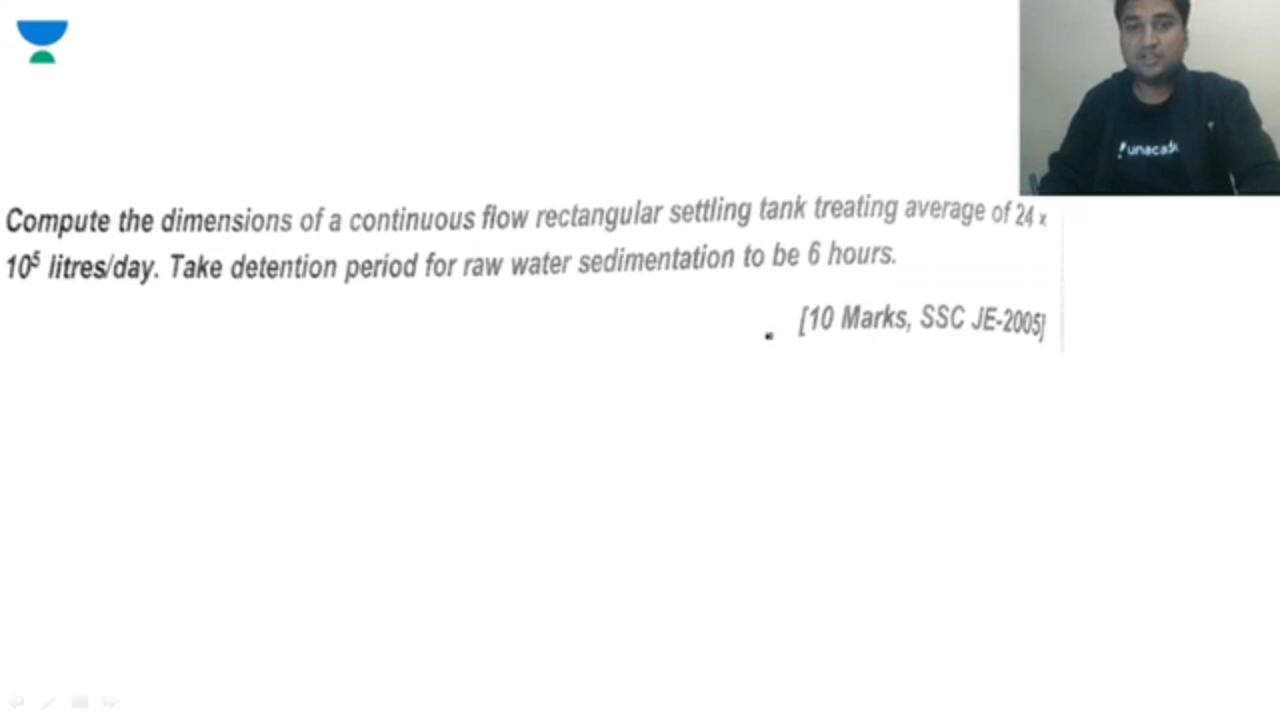 Compute the dimensions of a continuous flow rectangular settling tank treating average of 24 x
10⁵ litres/day. Take detention period for raw water sedimentation to be 6 hours.
[10 Marks, SSC JE-2005]